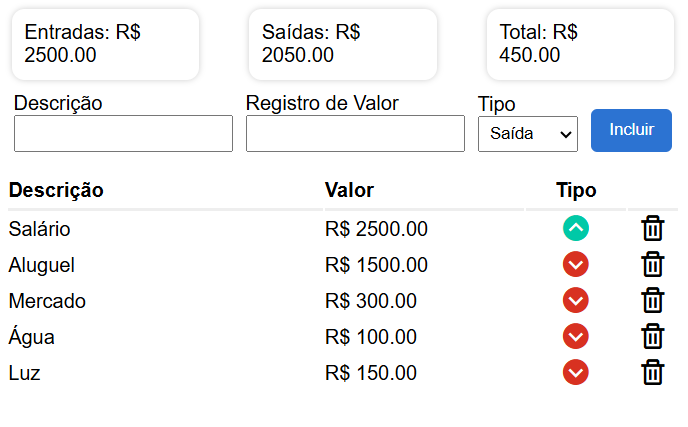 Entradas: R$
2500.00
Saídas: R$
2050.00
Total: R$
450.00
Descrição
Registro de Valor
Tipo
Saída
Incluir
Descrição Valor Tipo
Salário R$ 2500.00
Aluguel R$ 1500.00
Mercado R$ 300.00
Água R$ 100.00
Luz R$ 150.00